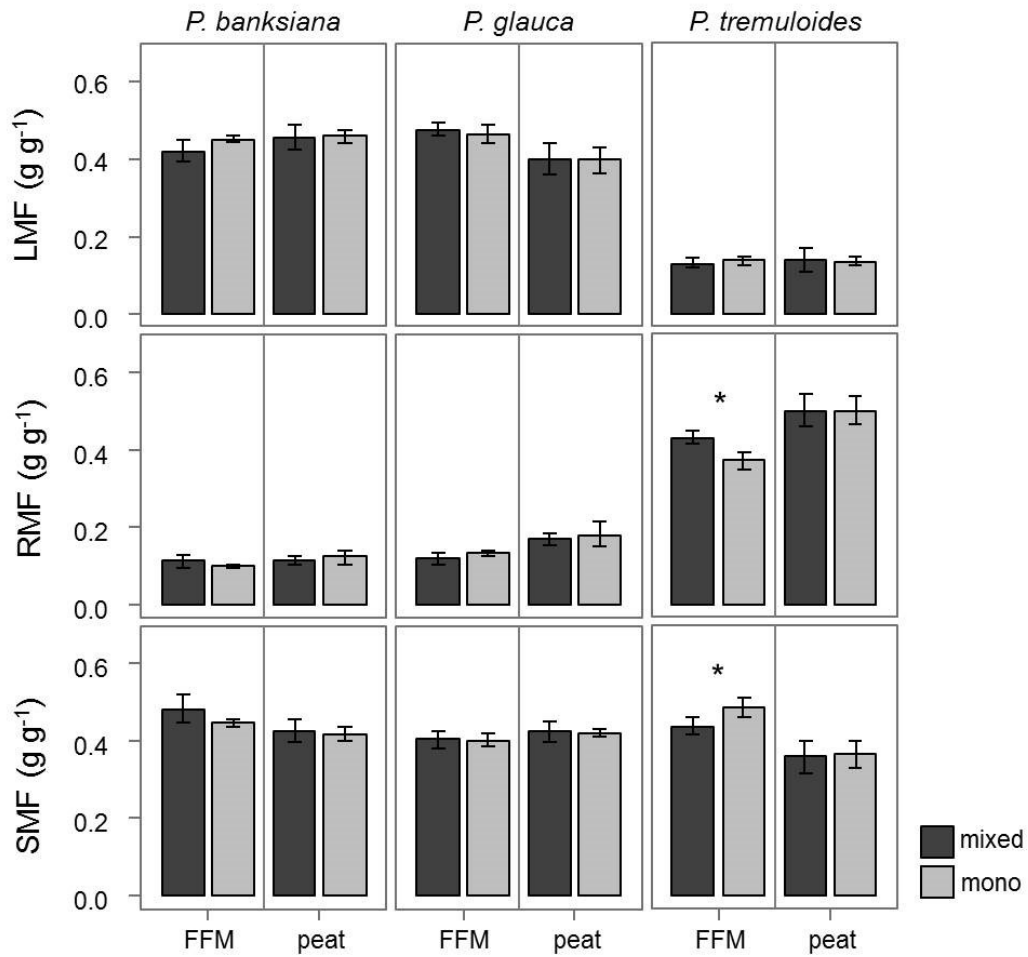 P. banksiana P. glauca P. tremuloides
LMF (g g⁻¹)
0.6
0.4
0.2
0.0
RMF (g g⁻¹)
0.6
*
0.4
0.2
0.0
SMF (g g⁻¹)
0.6
*
0.4
0.2
0.0
mixed
mono
FFM peat FFM peat FFM peat